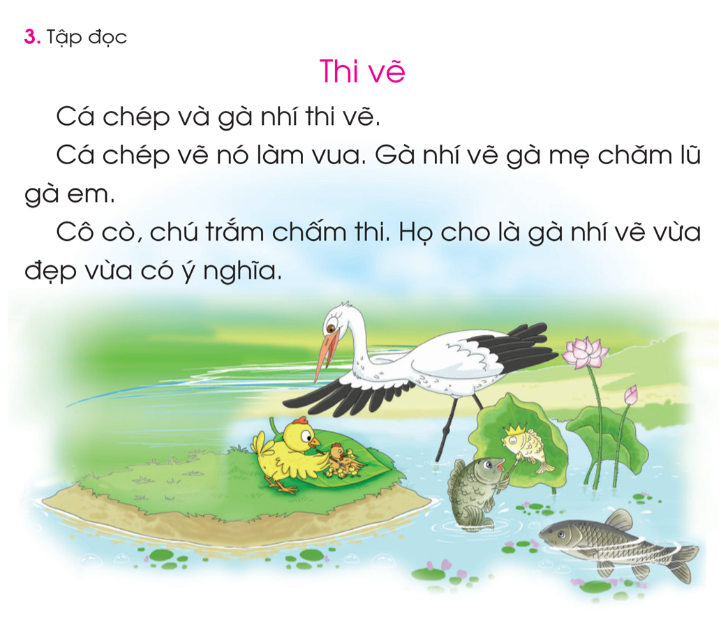 3. Tập đọc
Thi vẽ
Cá chép và gà nhí thi vẽ.
Cá chép vẽ nó làm vua. Gà nhí vẽ gà mẹ chăm lũ
gà em.
Cô cò, chú trắm chấm thi. Họ cho là gà nhí vẽ vừa
đẹp vừa có ý nghĩa.